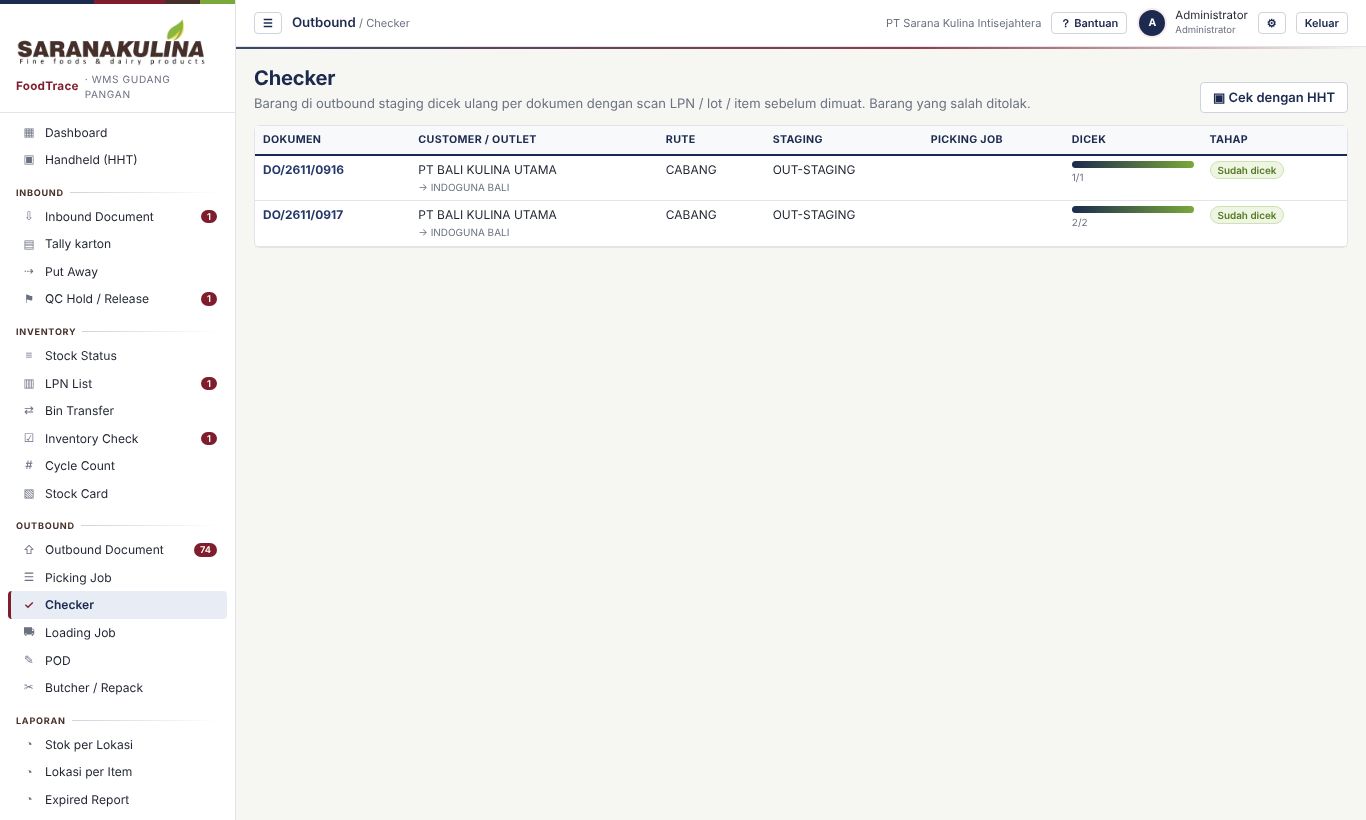 SARANAKULINA
Fine foods & dairy products
FoodTrace · WMS GUDANG PANGAN
Dashboard
Handheld (HHT)
INBOUND
Inbound Document 1
Tally karton
Put Away
QC Hold / Release 1
INVENTORY
Stock Status
LPN List 1
Bin Transfer
Inventory Check 1
# Cycle Count
Stock Card
OUTBOUND
Outbound Document 74
Picking Job
Checker
Loading Job
POD
Butcher / Repack
LAPORAN
Stok per Lokasi
Lokasi per Item
Expired Report
☰ Outbound / Checker PT Sarana Kulina Intisejahtera ? Bantuan A Administrator Keluar
Administrator
Checker
Barang di outbound staging dicek ulang per dokumen dengan scan LPN / lot / item sebelum dimuat. Barang yang salah ditolak.
▣ Cek dengan HHT
DOKUMEN CUSTOMER / OUTLET RUTE STAGING PICKING JOB DICEK TAHAP
DO/2611/0916 PT BALI KULINA UTAMA CABANG OUT-STAGING Sudah dicek
→ INDOGUNA BALI 1/1
DO/2611/0917 PT BALI KULINA UTAMA CABANG OUT-STAGING Sudah dicek
→ INDOGUNA BALI 2/2